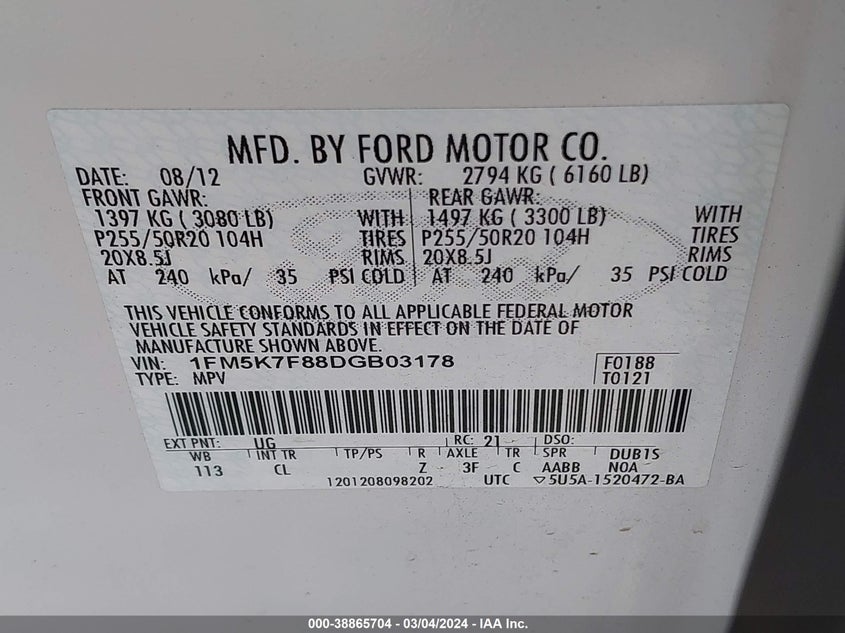 MFD. BY FORD MOTOR CO.
DATE: 08/12 GVWR: 2794 KG ( 6160 LB)
FRONT GAWR: REAR GAWR:
1397 KG ( 3080 LB) WITH 1497 KG ( 3300 LB) WITH
P255/50R20 104H TIRES P255/50R20 104H TIRES
20X8.5J RIMS 20X8.5J RIMS
AT 240 kPa/ 35 PSI COLD AT 240 kPa/ 35 PSI COLD
THIS VEHICLE CONFORMS TO ALL APPLICABLE FEDERAL MOTOR
VEHICLE SAFETY STANDARDS IN EFFECT ON THE DATE OF
MANUFACTURE SHOWN ABOVE.
VIN: 1FM5K7F88DGB03178 F0188
TYPE: MPV T0121
EXT PNT: UG RC: 21 DSO:
WB INT TR TP/PS R AXLE TR SPR DUB1S
113 CL Z 3F C AABB N0A
1201208098202 UTC ▽5U5A-1520472-BA
000-38865704 - 03/04/2024 - IAA Inc.